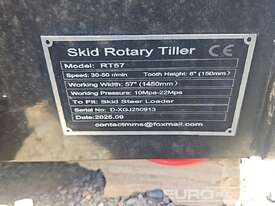 Skid Rotary Tiller CE
Model: RT57
Speed: 30-50 r/min Tooth Height: 6" (150mm)
Working Width: 57" (1450mm)
Working Pressure: 10Mpa-22Mpa
To Fit: Skid Steer Loader
Serial No: D-XGJ250913
Date: 2025.09
contactmms@foxmail.com